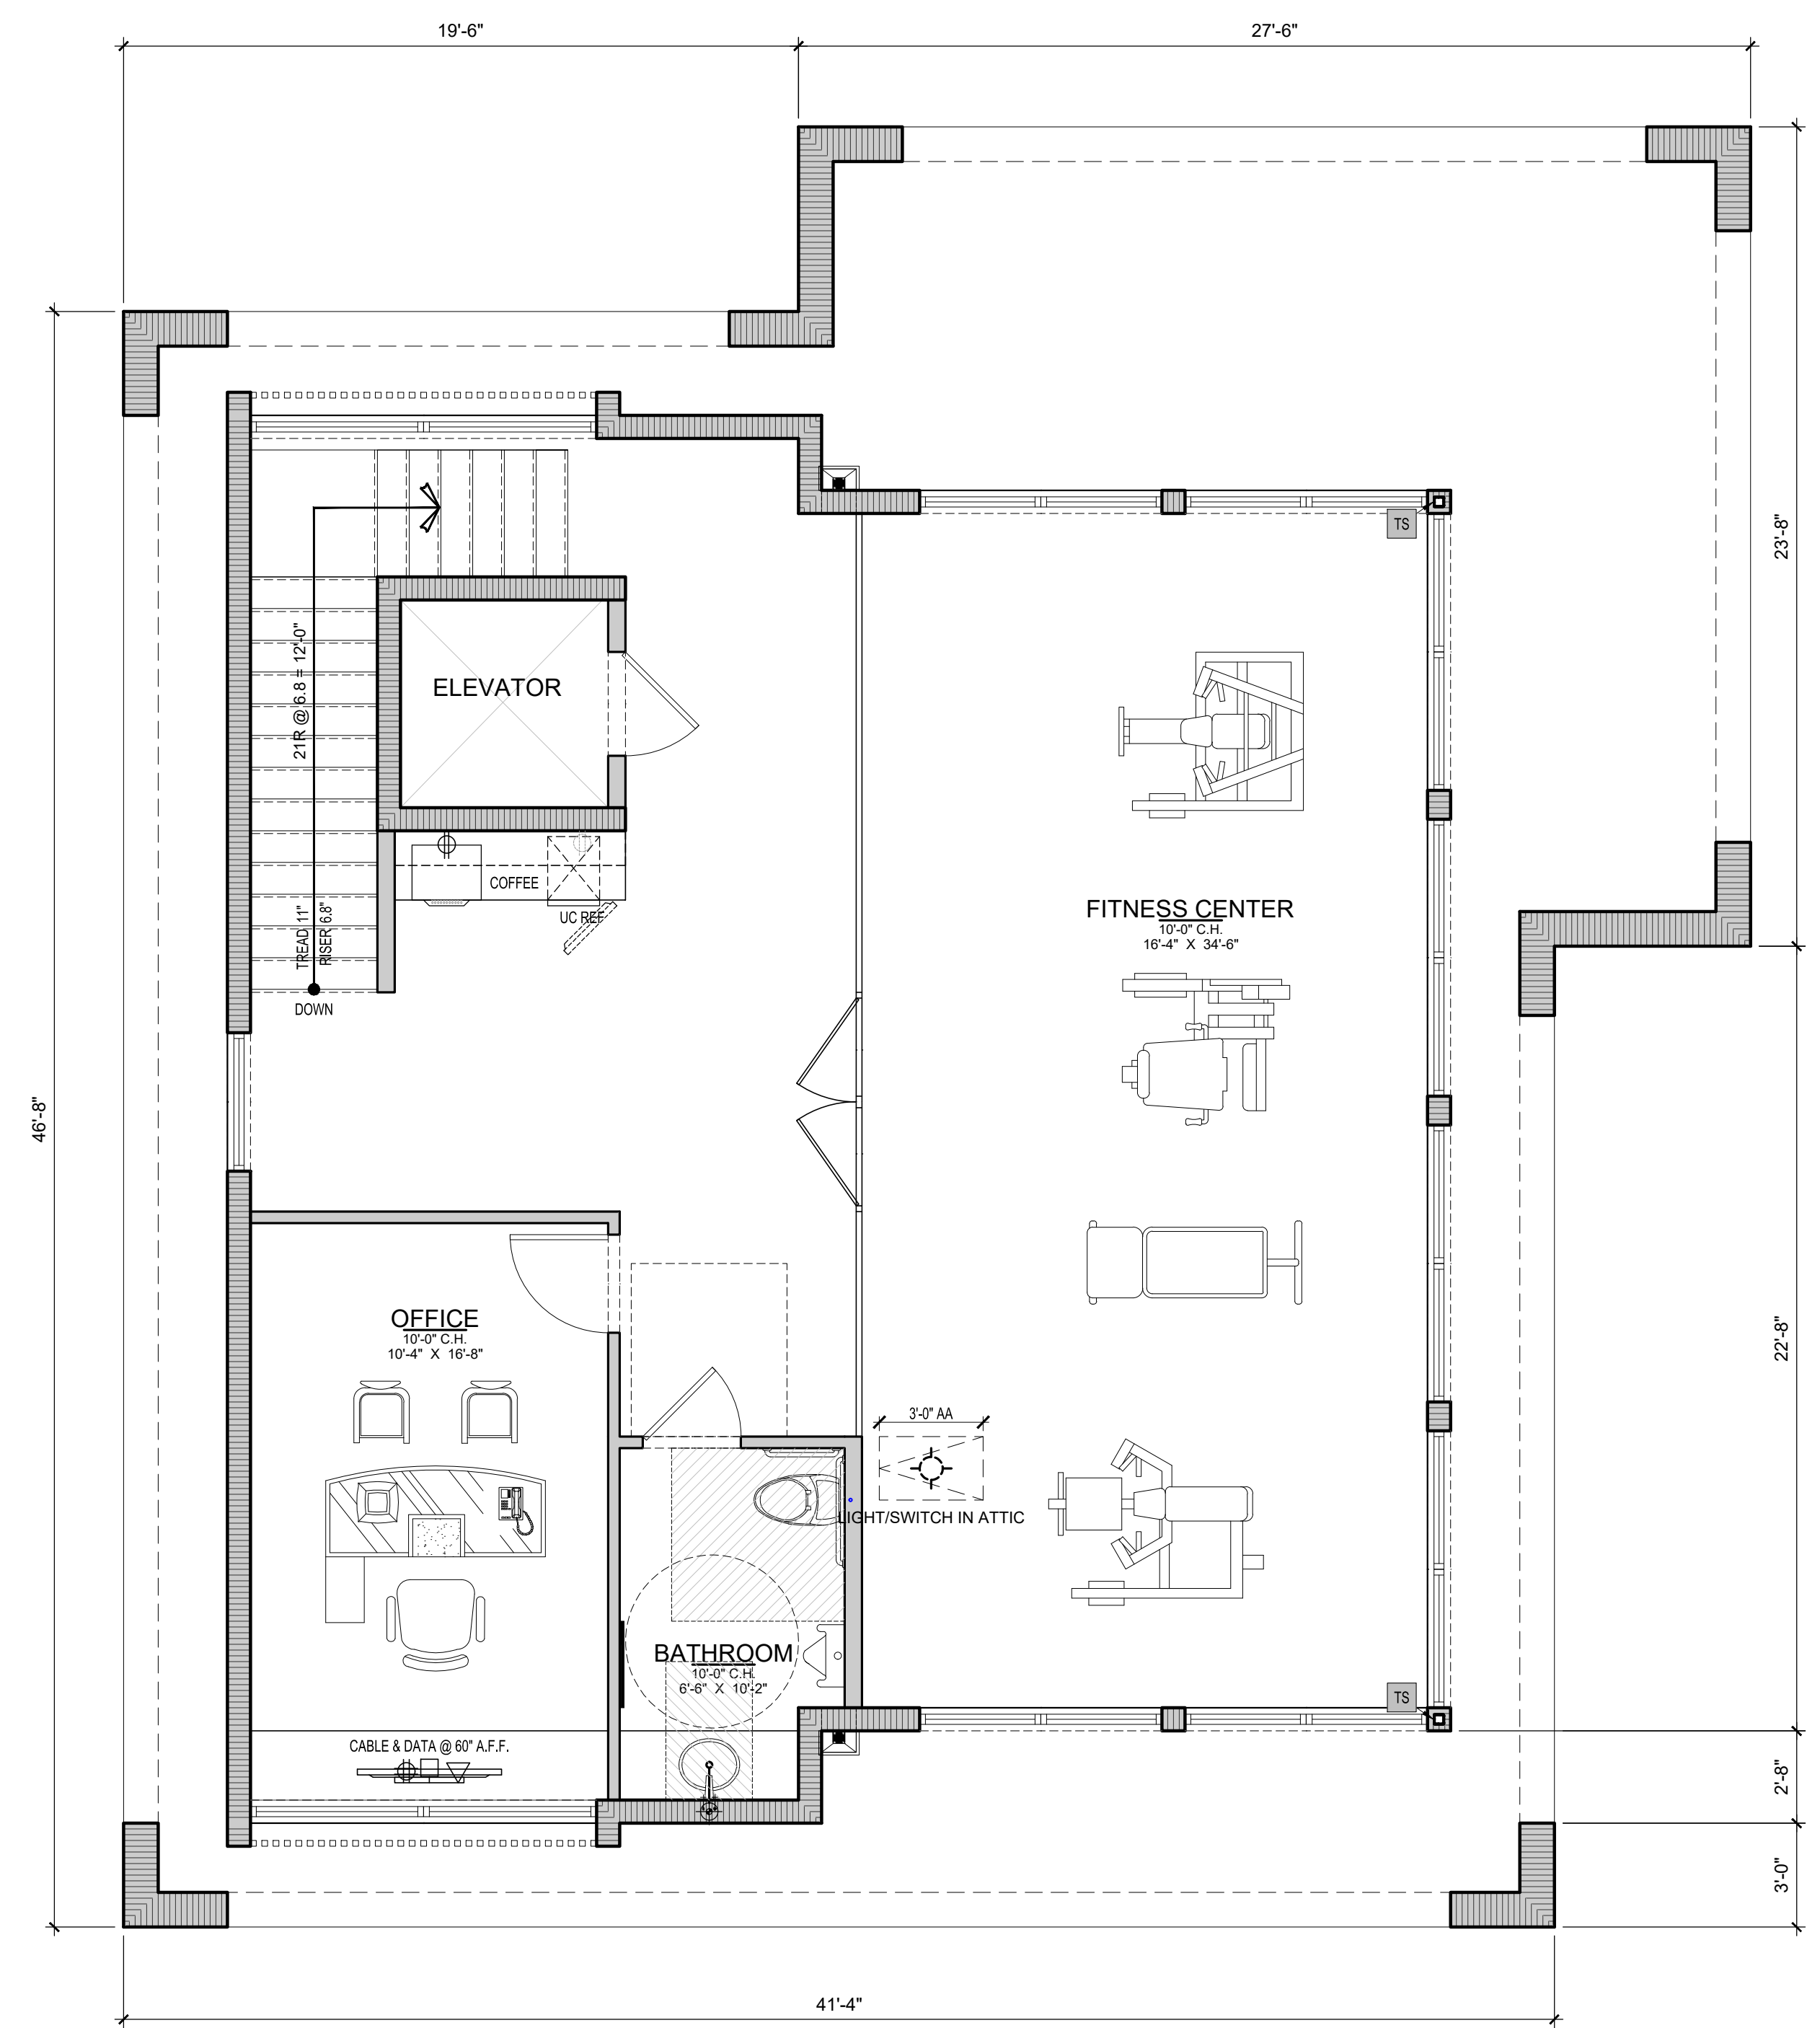 19'-6"
27'-6"
TS
23'-8"
ELEVATOR
21R @ 6.8 = 12'-0"
COFFEE
UC REF
TREAD 11"
RISER 6.8"
DOWN
FITNESS CENTER
10'-0" C.H.
16'-4" X 34'-6"
46'-8"
22'-8"
OFFICE
10'-0" C.H.
10'-4" X 16'-8"
3'-0" AA
LIGHT/SWITCH IN ATTIC
BATHROOM
10'-0" C.H.
6'-6" X 10'-2"
TS
CABLE & DATA @ 60" A.F.F.
2'-8"
3'-0"
41'-4"